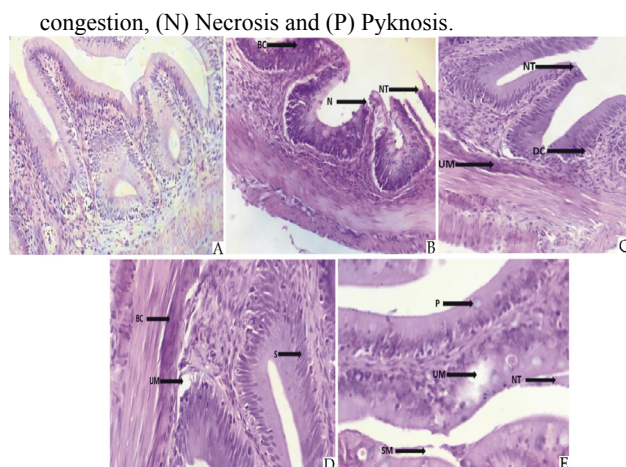 congestion, (N) Necrosis and (P) Pyknosis.
BC
N
NT
A
B
NT
DC
UM
C
BC
UM
S
D
P
UM
NT
SM
E